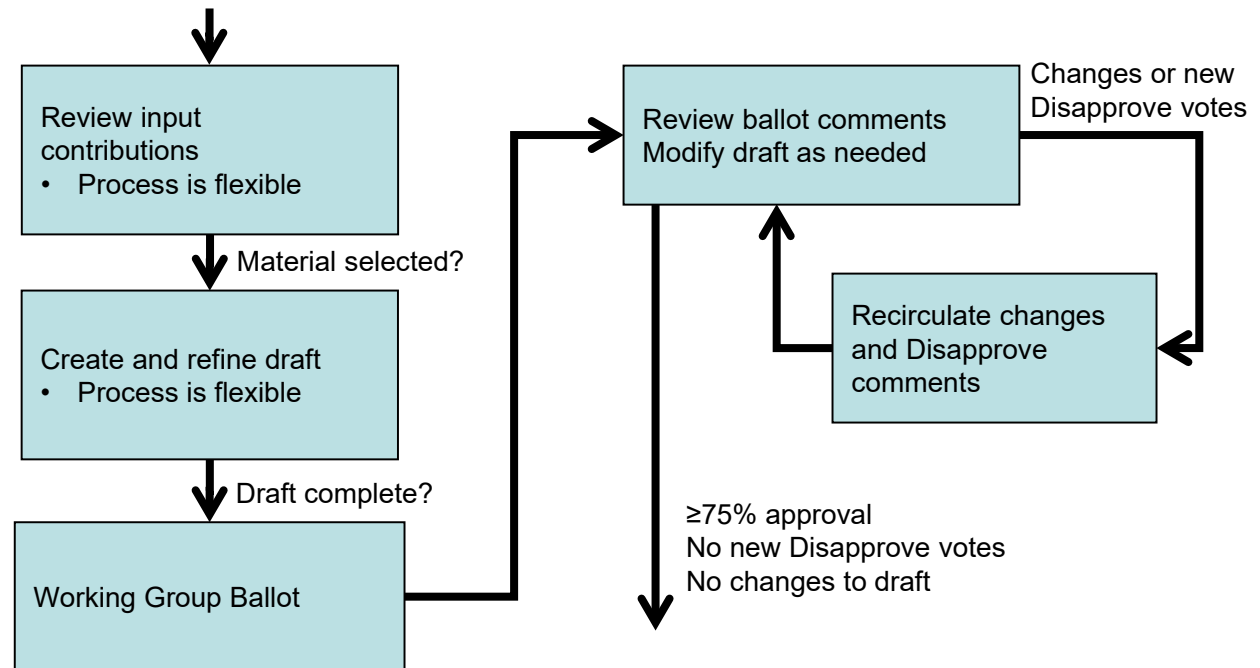 Review input
contributions
• Process is flexible
Material selected?
Create and refine draft
• Process is flexible
Draft complete?
Working Group Ballot
Review ballot comments
Modify draft as needed
Changes or new
Disapprove votes
Recirculate changes
and Disapprove
comments
≥75% approval
No new Disapprove votes
No changes to draft